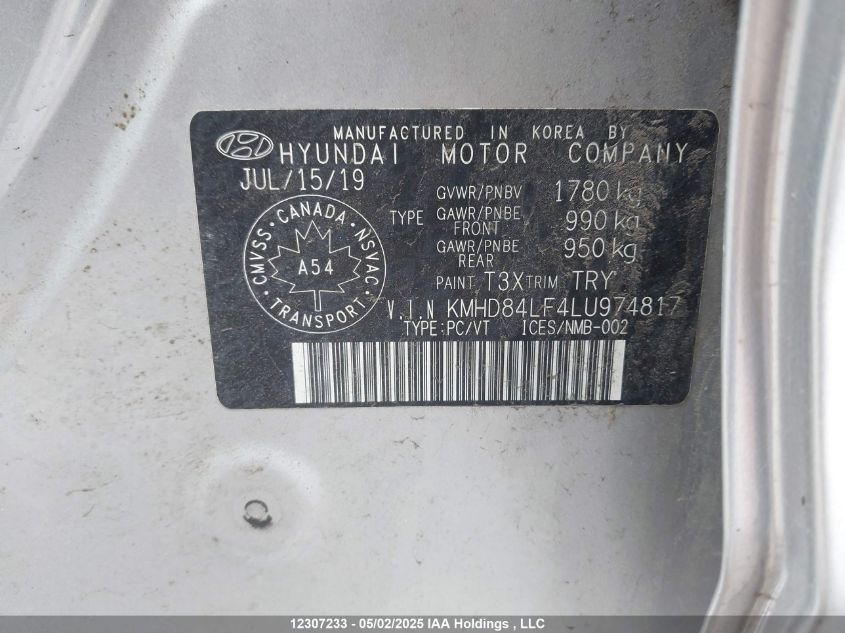 MANUFACTURED IN KOREA BY
HYUNDAI MOTOR COMPANY
JUL/15/19
GVWR/PNBV 1780 kg
TYPE GAWR/PNBE FRONT 990 kg
GAWR/PNBE REAR 950 kg
PAINT T3X TRIM TRY
CANADA · NSVAC · TRANSPORT · CMVSS
A54
V.I.N KMHD84LF4LU974817
TYPE:PC/VT ICES/NMB-002
12307233 - 05/02/2025 IAA Holdings , LLC